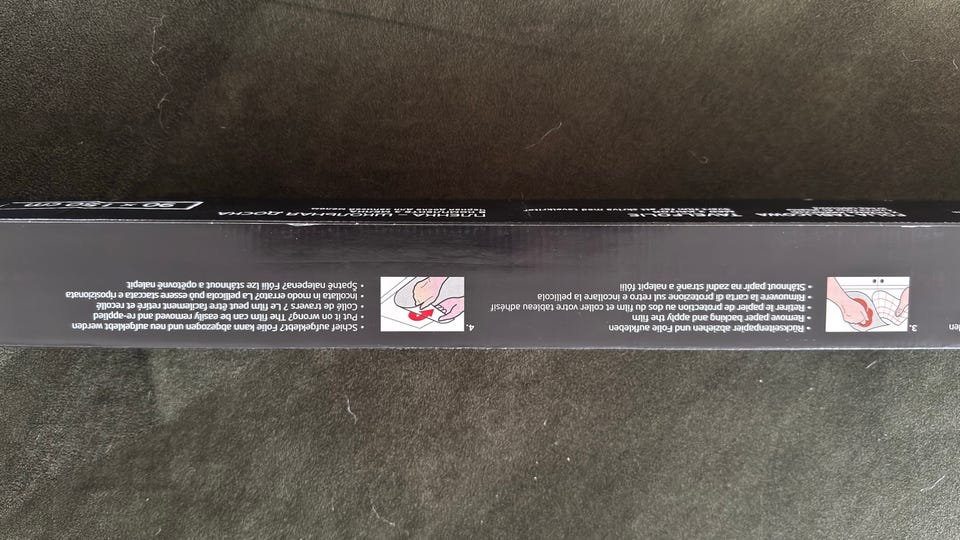 3.
• Rückseitenpapier abziehen und Folie aufkleben
• Remove paper backing and apply the film
• Retirer le papier de protection au dos du film et coller votre tableau adhésif
• Rimuovere la carta di protezione sul retro e incollare la pellicola
• Stáhnout papír na zadní straně a nalepit fólii
4.
• Schief aufgeklebt? Folie kann abgezogen und neu aufgeklebt werden
• Put it on wrong? The film can be easily removed and re-applied
• Collé de travers ? Le film peut être facilement retiré et recollé
• Incollata in modo errato? La pellicola può essere staccata e riposizionata
• Špatně nalepena? Fólii lze stáhnout a opětovně nalepit
TAVELFOLIE
ПЛЕНКА – ШКОЛЬНАЯ ДОСКА